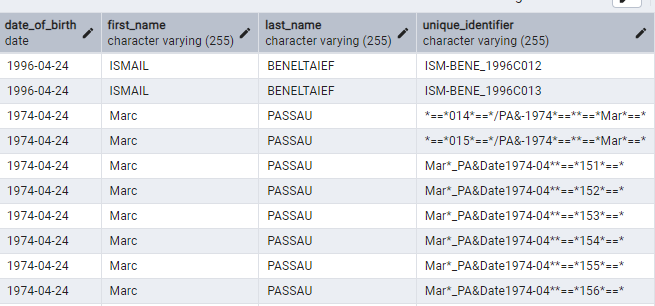 date_of_birth first_name last_name unique_identifier
date character varying (255) character varying (255) character varying (255)
1996-04-24 ISMAIL BENELTAIEF ISM-BENE_1996C012
1996-04-24 ISMAIL BENELTAIEF ISM-BENE_1996C013
1974-04-24 Marc PASSAU *==*014*==*/PA&-1974*==**==*Mar*==*
1974-04-24 Marc PASSAU *==*015*==*/PA&-1974*==**==*Mar*==*
1974-04-24 Marc PASSAU Mar*_PA&Date1974-04**==*151*==*
1974-04-24 Marc PASSAU Mar*_PA&Date1974-04**==*152*==*
1974-04-24 Marc PASSAU Mar*_PA&Date1974-04**==*153*==*
1974-04-24 Marc PASSAU Mar*_PA&Date1974-04**==*154*==*
1974-04-24 Marc PASSAU Mar*_PA&Date1974-04**==*155*==*
1974-04-24 Marc PASSAU Mar*_PA&Date1974-04**==*156*==*